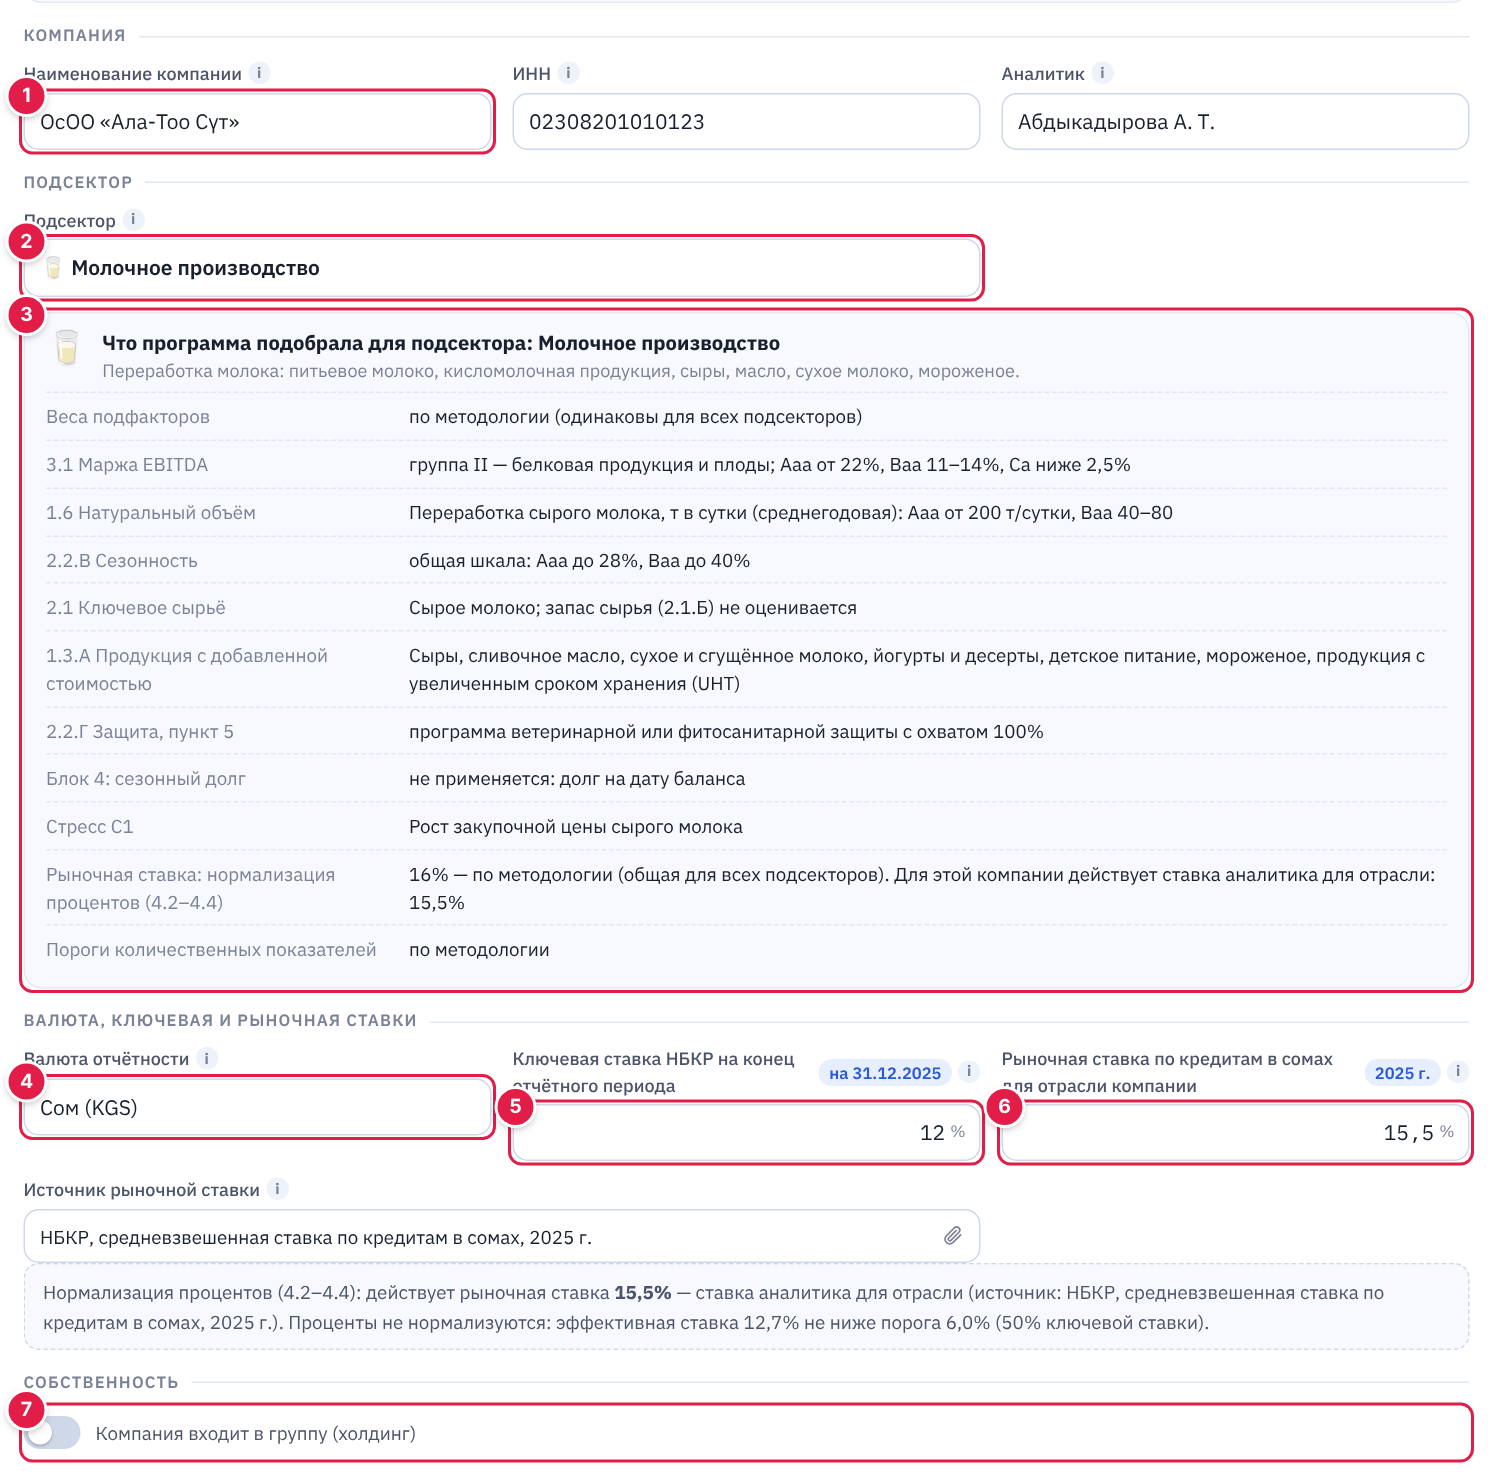 КОМПАНИЯ
Наименование компании i
ИНН i
Аналитик i
1
ОсОО «Ала-Тоо Сүт»
02308201010123
Абдыкадырова А. Т.
ПОДСЕКТОР
Подсектор i
2
Молочное производство
3
Что программа подобрала для подсектора: Молочное производство
Переработка молока: питьевое молоко, кисломолочная продукция, сыры, масло, сухое молоко, мороженое.
Веса подфакторов по методологии (одинаковы для всех подсекторов)
3.1 Маржа EBITDA группа II — белковая продукция и плоды; Aaa от 22%, Baa 11–14%, Ca ниже 2,5%
1.6 Натуральный объём Переработка сырого молока, т в сутки (среднегодовая): Aaa от 200 т/сутки, Baa 40–80
2.2.В Сезонность общая шкала: Aaa до 28%, Baa до 40%
2.1 Ключевое сырьё Сырое молоко; запас сырья (2.1.Б) не оценивается
1.3.А Продукция с добавленной
стоимостью
Сыры, сливочное масло, сухое и сгущённое молоко, йогурты и десерты, детское питание, мороженое, продукция с
увеличенным сроком хранения (UHT)
2.2.Г Защита, пункт 5 программа ветеринарной или фитосанитарной защиты с охватом 100%
Блок 4: сезонный долг не применяется: долг на дату баланса
Стресс С1 Рост закупочной цены сырого молока
Рыночная ставка: нормализация
процентов (4.2–4.4)
16% — по методологии (общая для всех подсекторов). Для этой компании действует ставка аналитика для отрасли:
15,5%
Пороги количественных показателей по методологии
ВАЛЮТА, КЛЮЧЕВАЯ И РЫНОЧНАЯ СТАВКИ
Валюта отчётности i
4
Сом (KGS)
Ключевая ставка НБКР на конец
отчётного периода
на 31.12.2025 i
5
12 %
Рыночная ставка по кредитам в сомах
для отрасли компании
2025 г. i
6
15,5 %
Источник рыночной ставки i
НБКР, средневзвешенная ставка по кредитам в сомах, 2025 г.
Нормализация процентов (4.2–4.4): действует рыночная ставка 15,5% — ставка аналитика для отрасли (источник: НБКР, средневзвешенная ставка по
кредитам в сомах, 2025 г.). Проценты не нормализуются: эффективная ставка 12,7% не ниже порога 6,0% (50% ключевой ставки).
СОБСТВЕННОСТЬ
7
Компания входит в группу (холдинг)